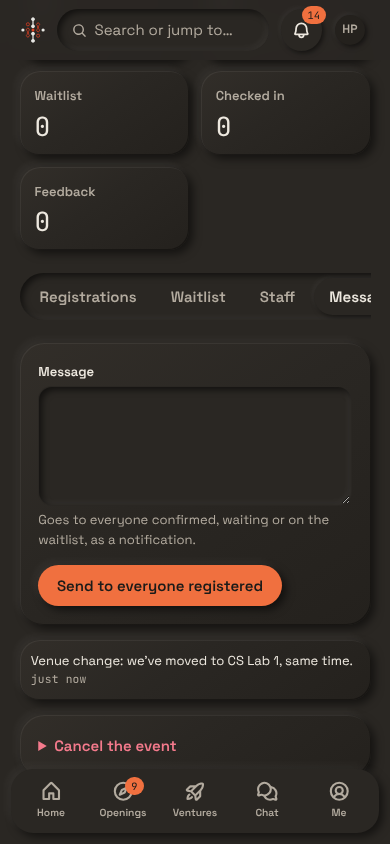 Search or jump to...
14
HP
Waitlist
0
Checked in
0
Feedback
0
Registrations
Waitlist
Staff
Messa
Message
Goes to everyone confirmed, waiting or on the
waitlist, as a notification.
Send to everyone registered
Venue change: we've moved to CS Lab 1, same time.
just now
Cancel the event
9
Home
Openings
Ventures
Chat
Me